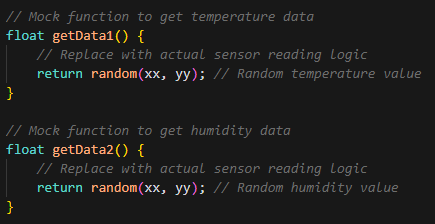 // Mock function to get temperature data
float getData1() {
    // Replace with actual sensor reading logic
    return random(xx, yy); // Random temperature value
}
// Mock function to get humidity data
float getData2() {
    // Replace with actual sensor reading logic
    return random(xx, yy); // Random humidity value
}